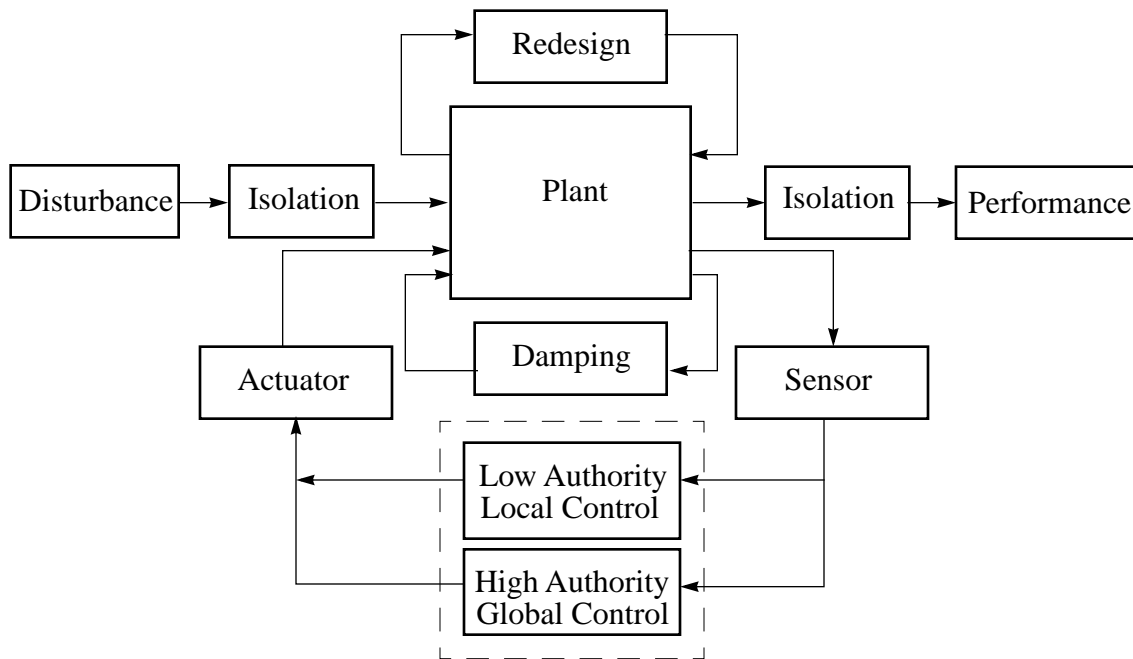 Redesign
Disturbance
Isolation
Plant
Isolation
Performance
Actuator
Damping
Sensor
Low Authority
Local Control
High Authority
Global Control